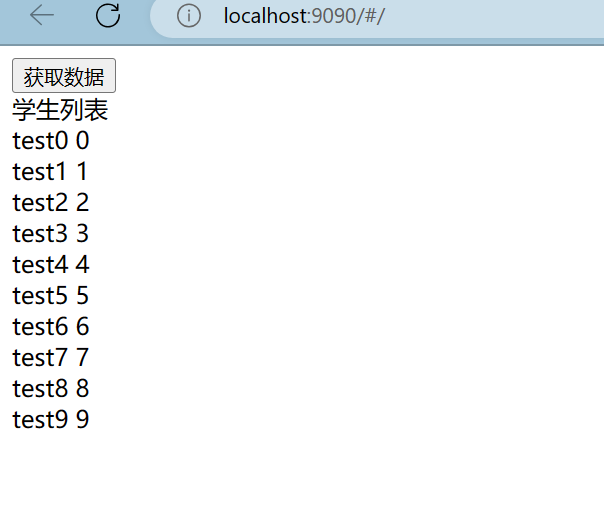 localhost:9090/#/
获取数据
学生列表
test0 0
test1 1
test2 2
test3 3
test4 4
test5 5
test6 6
test7 7
test8 8
test9 9